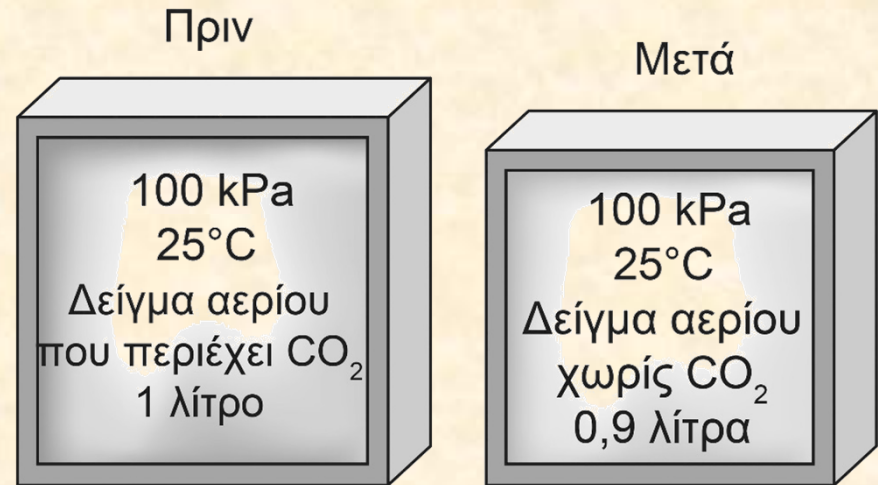 Πριν
100 kPa
25°C
Δείγμα αερίου
που περιέχει CO₂
1 λίτρο
Μετά
100 kPa
25°C
Δείγμα αερίου
χωρίς CO₂
0,9 λίτρα